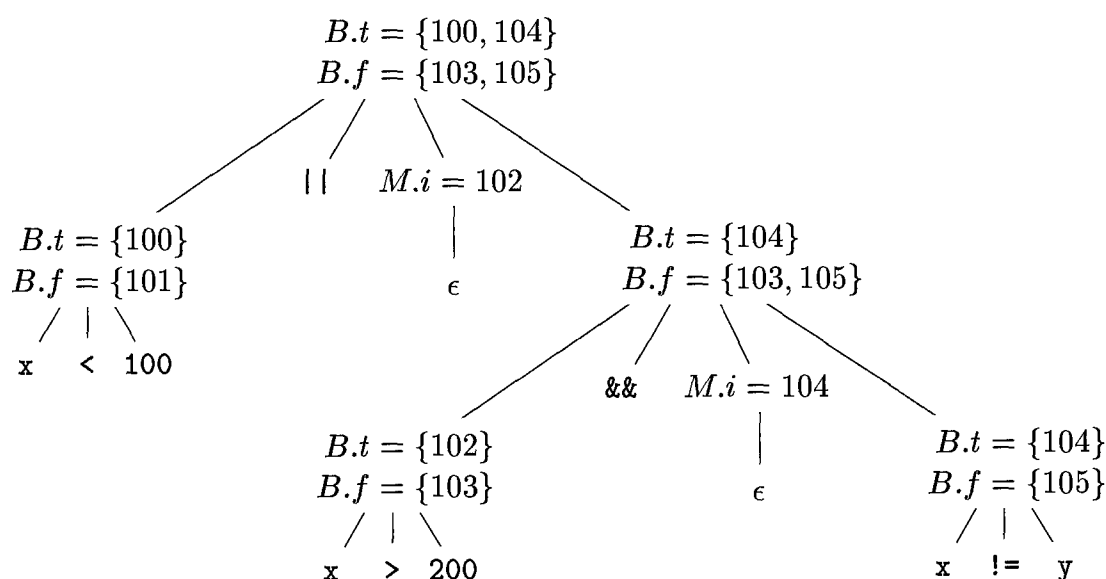 B.t = {100, 104}
B.f = {103, 105}
|| M.i = 102
B.t = {100}
B.f = {101}
ϵ
B.t = {104}
B.f = {103, 105}
x < 100
&& M.i = 104
B.t = {102}
B.f = {103}
ϵ
B.t = {104}
B.f = {105}
x > 200
x != y